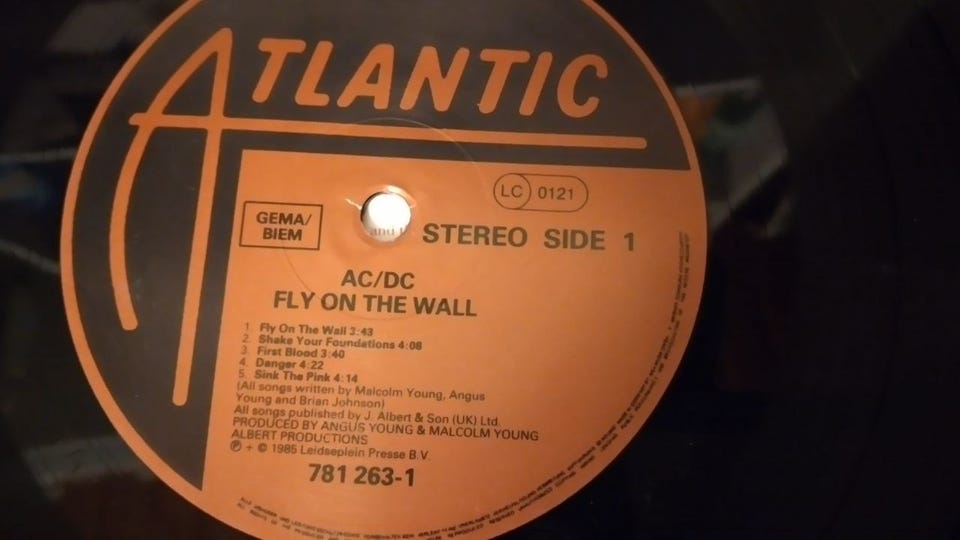 ATLANTIC
LC 0121
GEMA/
BIEM
STEREO SIDE 1
AC/DC
FLY ON THE WALL
1. Fly On The Wall 3:43
2. Shake Your Foundations 4:08
3. First Blood 3:40
4. Danger 4:22
5. Sink The Pink 4:14
(All songs written by Malcolm Young, Angus
Young and Brian Johnson)
All songs published by J. Albert & Son (UK) Ltd.
PRODUCED BY ANGUS YOUNG & MALCOLM YOUNG
ALBERT PRODUCTIONS
℗ + © 1985 Leidseplein Presse B.V.
781 263-1